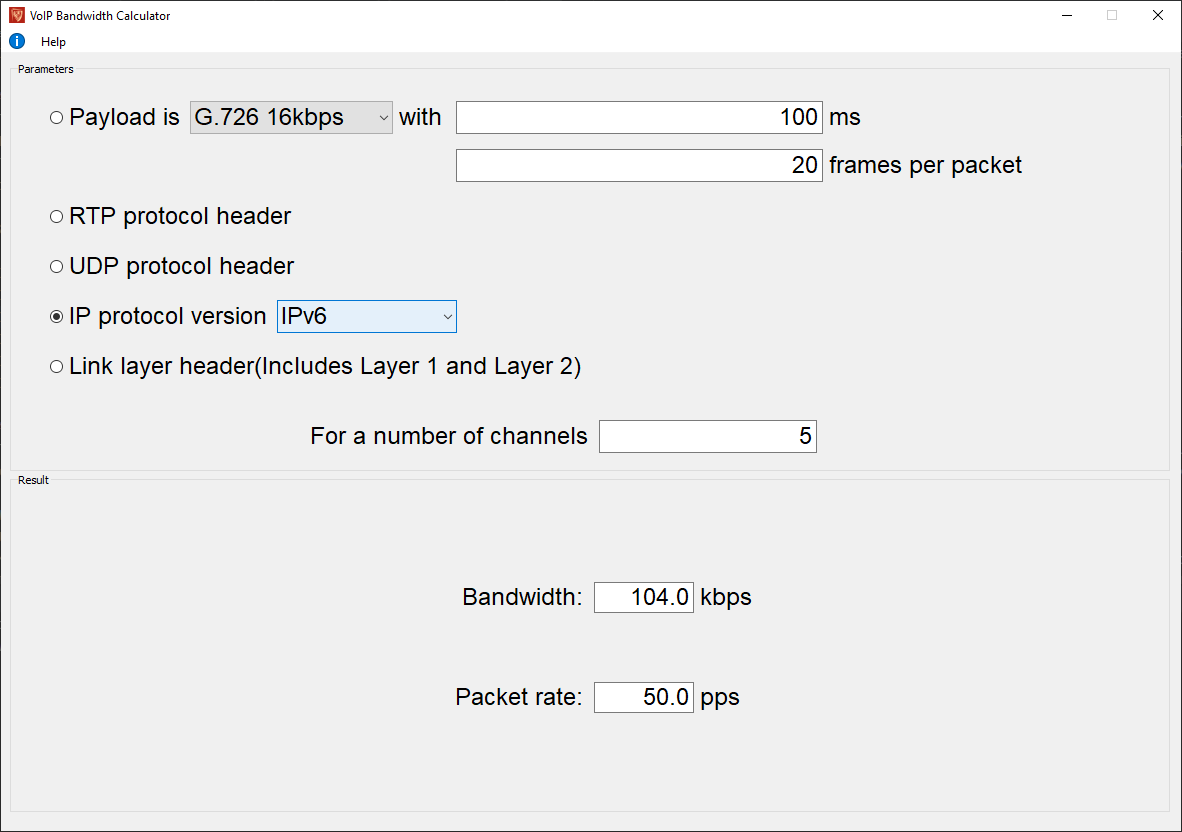 VoIP Bandwidth Calculator
Help
Parameters
Payload is G.726 16kbps with 100 ms
20 frames per packet
RTP protocol header
UDP protocol header
IP protocol version IPv6
Link layer header(Includes Layer 1 and Layer 2)
For a number of channels 5
Result
Bandwidth: 104.0 kbps
Packet rate: 50.0 pps